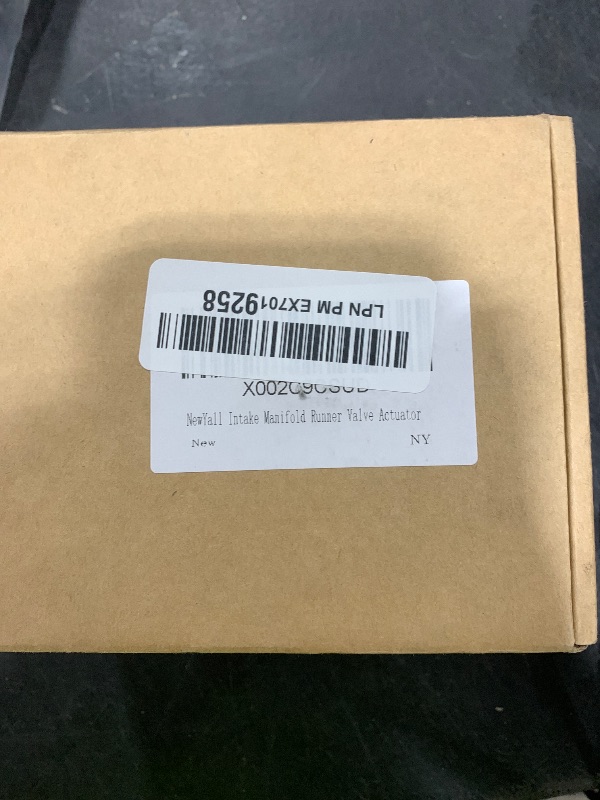 LPN PM EX7019258
NewYall Intake Manifold Runner Valve Actuator
New
NY